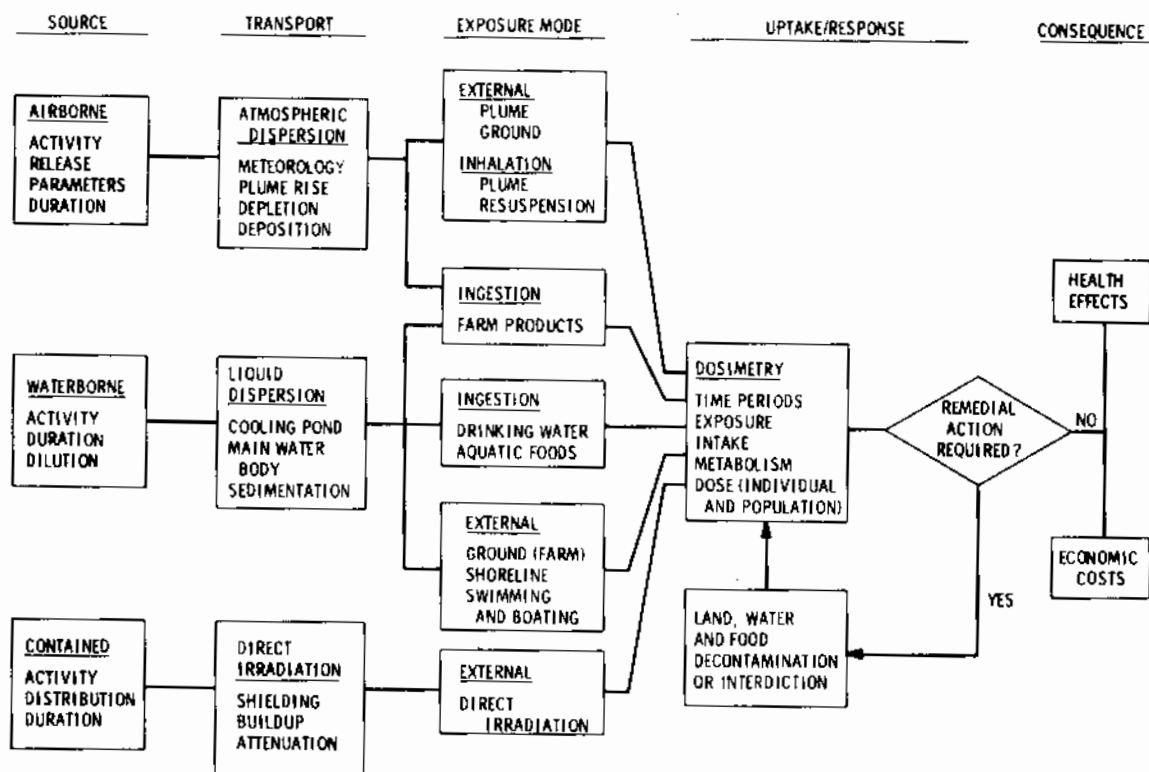 SOURCE
TRANSPORT
EXPOSURE MODE
UPTAKE/RESPONSE
CONSEQUENCE
AIRBORNE
ACTIVITY
RELEASE
PARAMETERS
DURATION
ATMOSPHERIC
DISPERSION
METEOROLOGY
PLUME RISE
DEPLETION
DEPOSITION
EXTERNAL
PLUME
GROUND
INHALATION
PLUME
RESUSPENSION
INGESTION
FARM PRODUCTS
WATERBORNE
ACTIVITY
DURATION
DILUTION
LIQUID
DISPERSION
COOLING POND
MAIN WATER
BODY
SEDIMENTATION
INGESTION
DRINKING WATER
AQUATIC FOODS
EXTERNAL
GROUND (FARM)
SHORELINE
SWIMMING
AND BOATING
CONTAINED
ACTIVITY
DISTRIBUTION
DURATION
DIRECT
IRRADIATION
SHIELDING
BUILDUP
ATTENUATION
EXTERNAL
DIRECT
IRRADIATION
DOSIMETRY
TIME PERIODS
EXPOSURE
INTAKE
METABOLISM
DOSE (INDIVIDUAL
AND POPULATION)
LAND, WATER
AND FOOD
DECONTAMINATION
OR INTERDICTION
REMEDIAL
ACTION
REQUIRED?
NO
YES
HEALTH
EFFECTS
ECONOMIC
COSTS